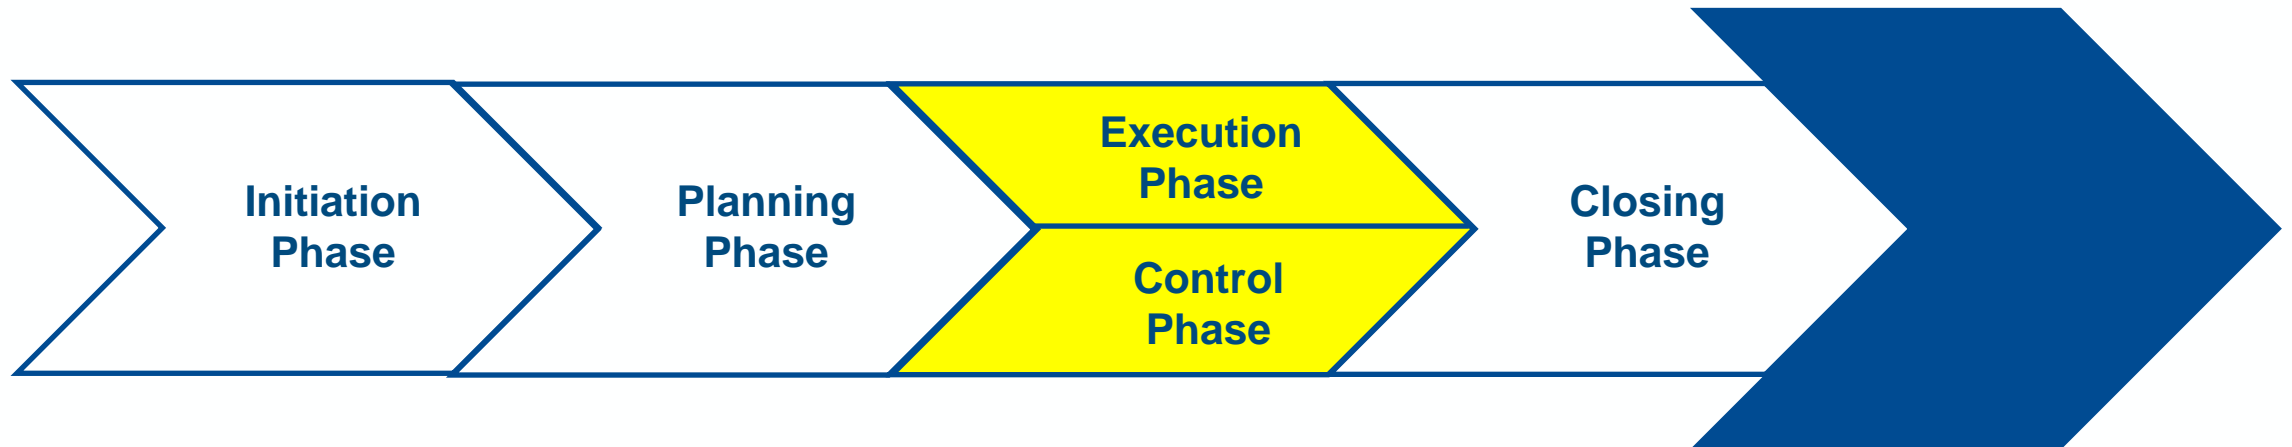 Initiation
Phase
Planning
Phase
Execution
Phase
Control
Phase
Closing
Phase